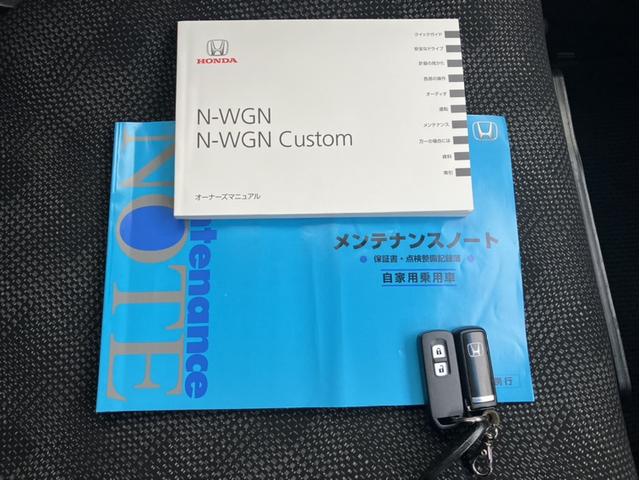 HONDA
N-WGN
N-WGN Custom
オーナーズマニュアル
クイックガイド
安全なドライブ
計器の見かた
各部の操作
オーディオ
運転
メンテナンス
万一の場合には
資料
索引
Maintenance
NOTE
メンテナンスノート
保証書・点検整備記録簿
自家用乗用車